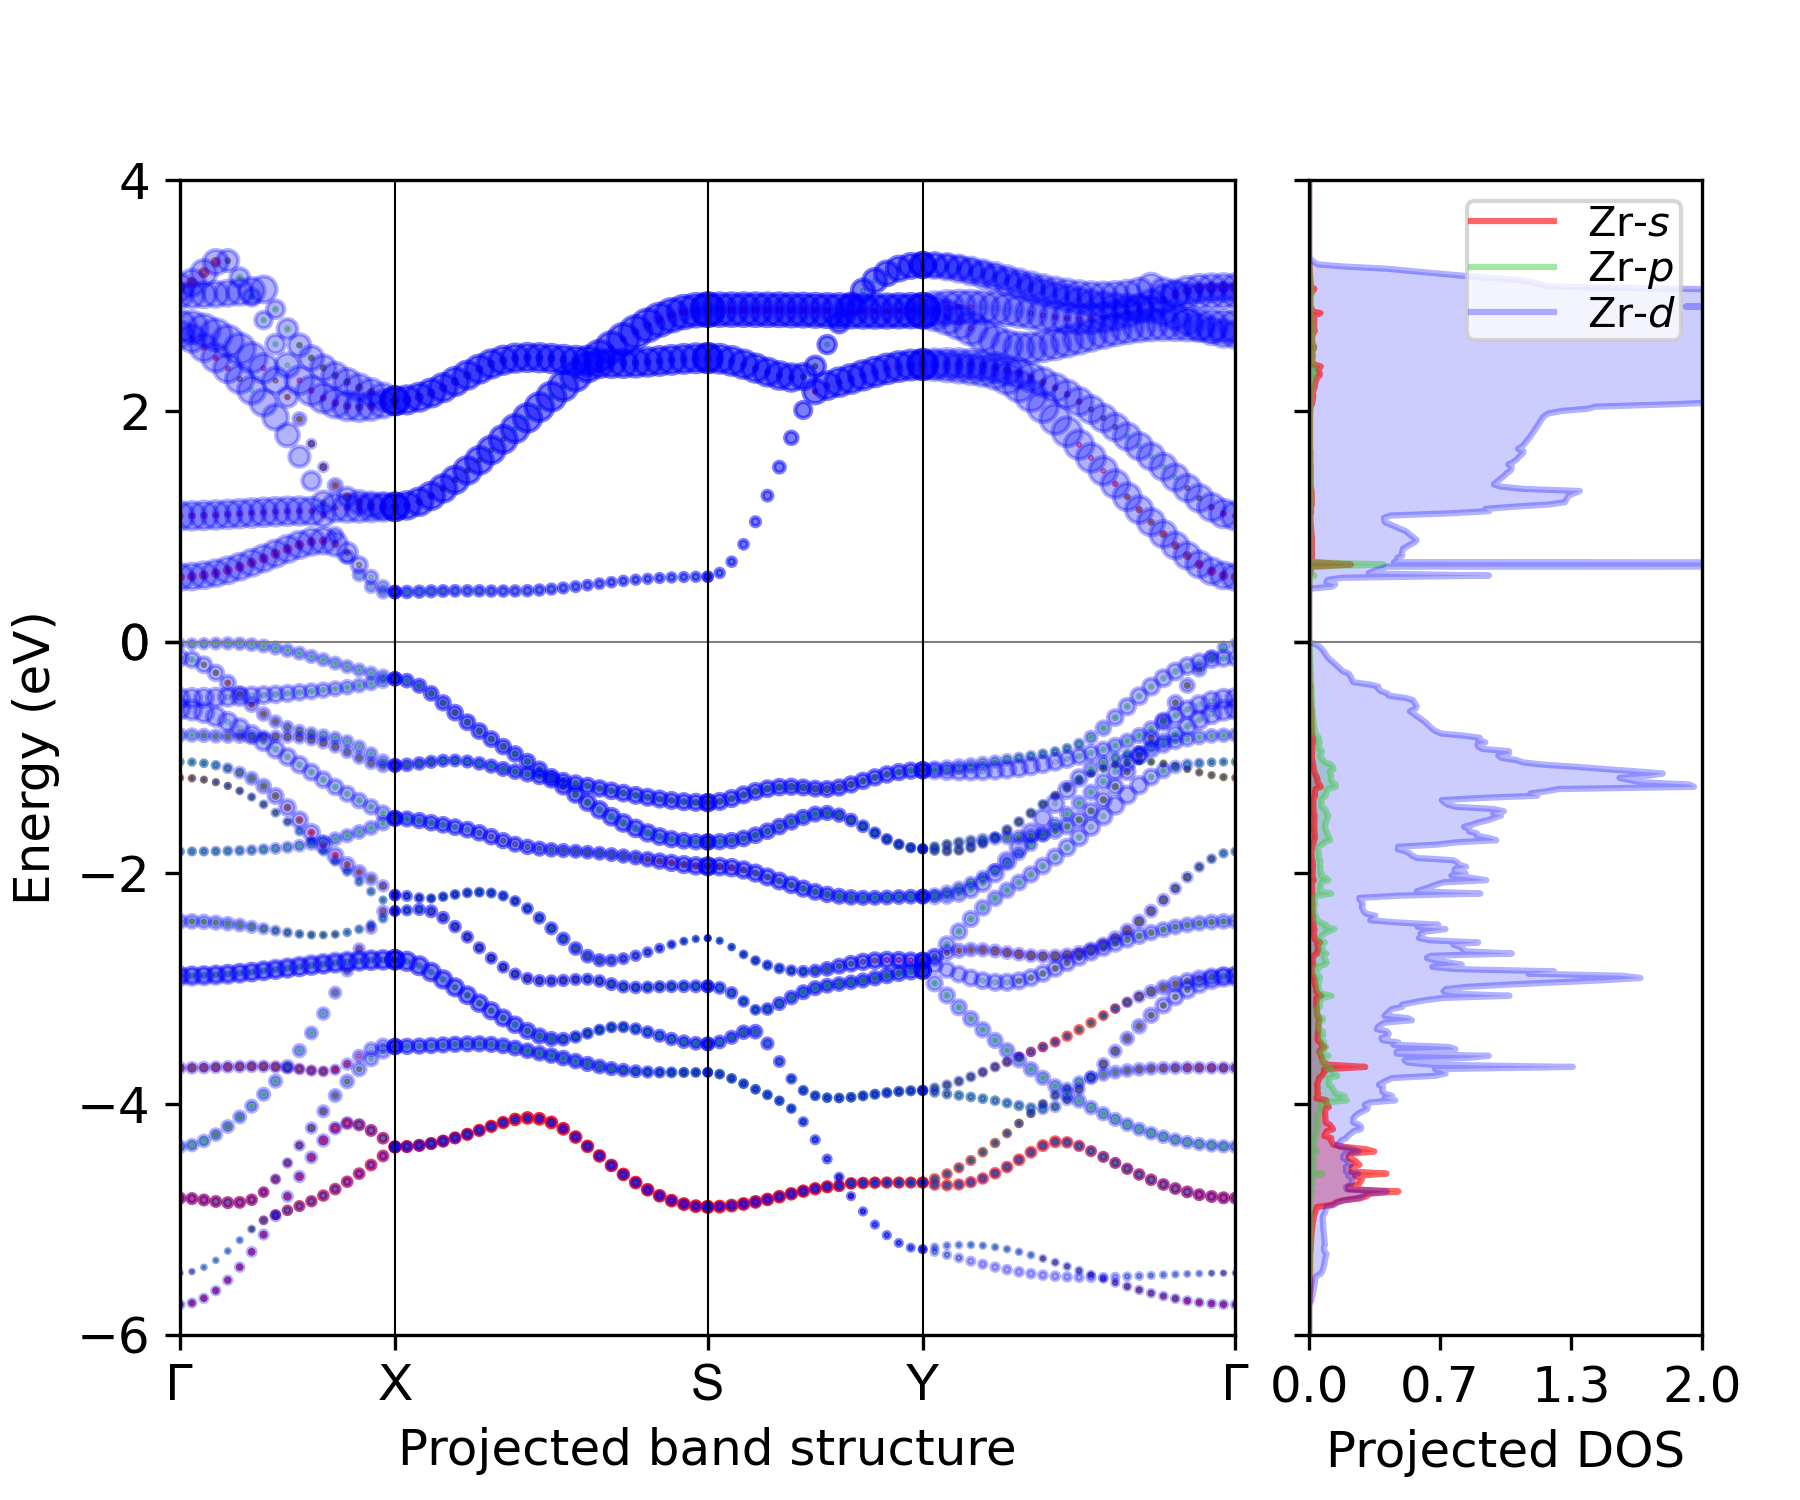 4
2
0
−2
−4
−6
Energy (eV)
Γ
X
S
Y
Γ
Projected band structure
Zr-s
Zr-p
Zr-d
0.0
0.7
1.3
2.0
Projected DOS